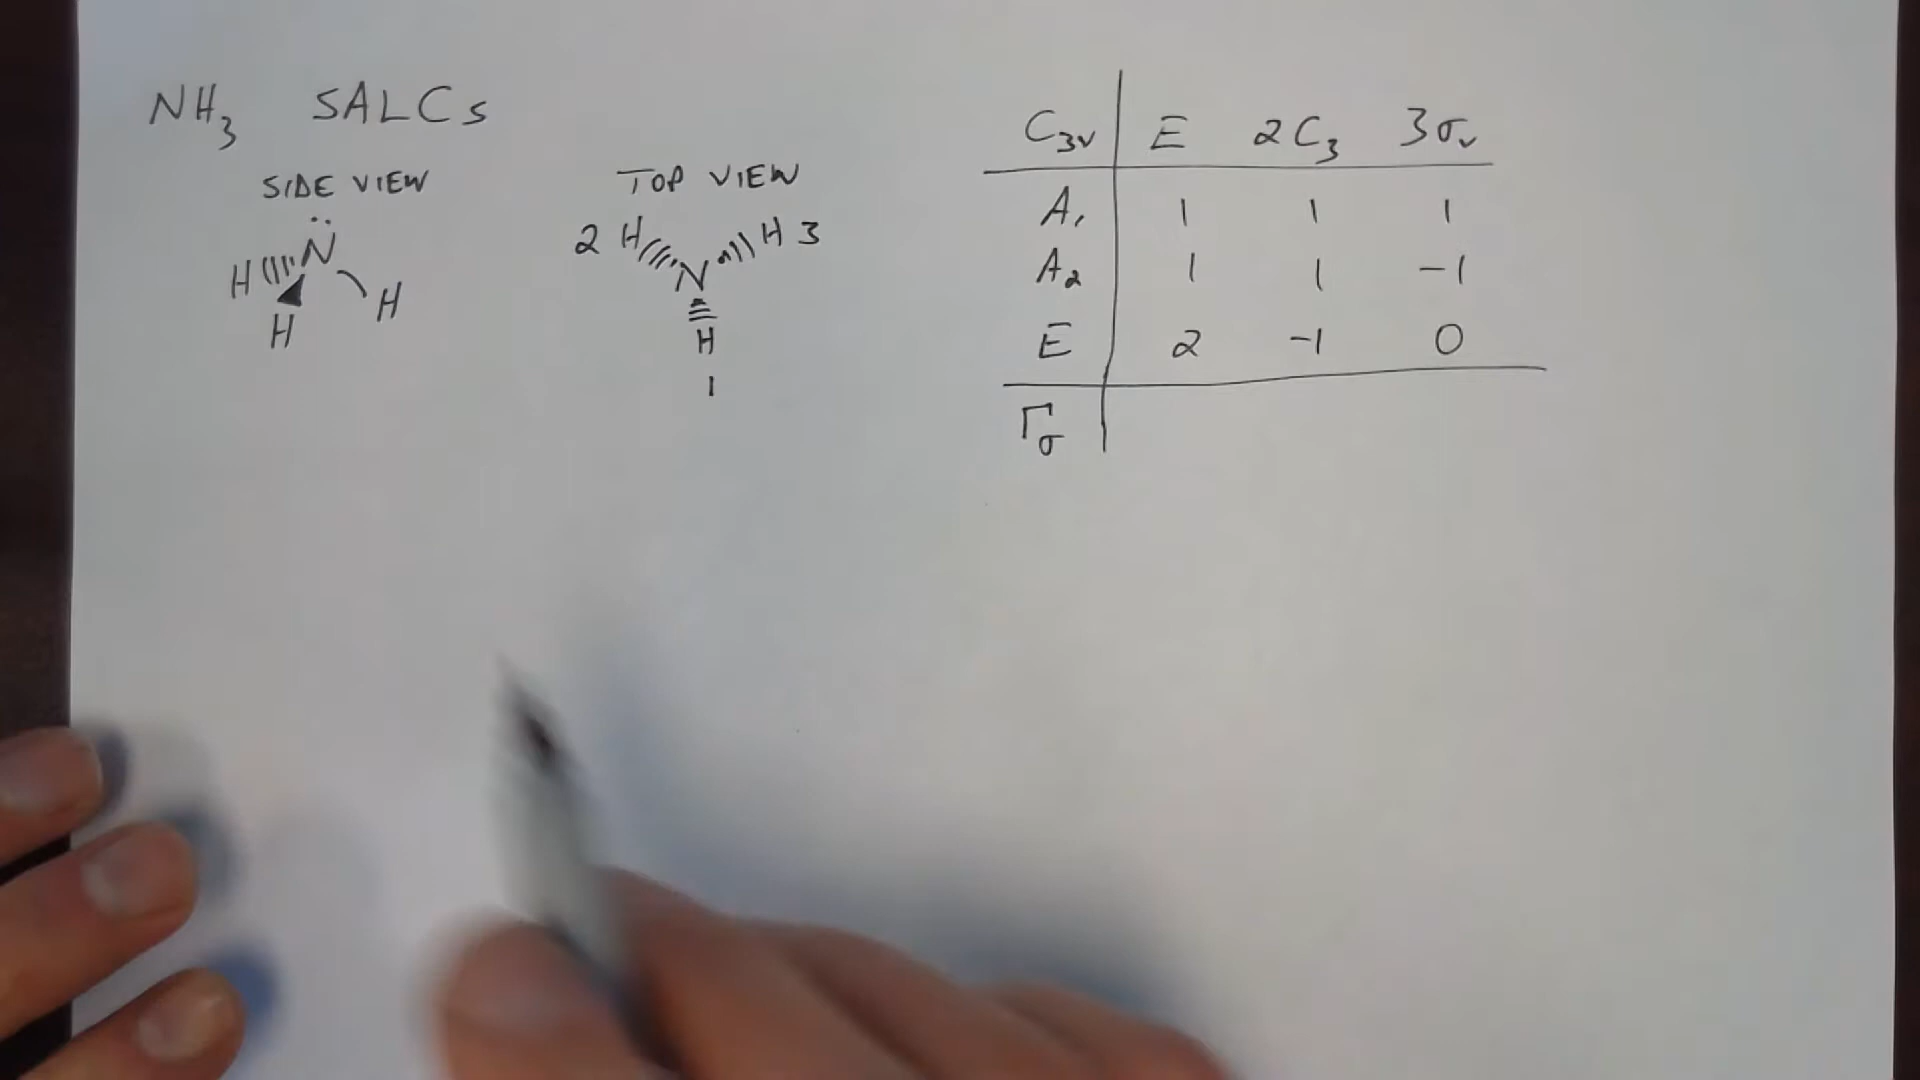 NH₃ SALCs
SIDE VIEW
N
H
H
H
TOP VIEW
2 H
H 3
N
H
1
C₃ᵥ E 2C₃ 3σᵥ
A₁ 1 1 1
A₂ 1 1 -1
E 2 -1 0
Γσ